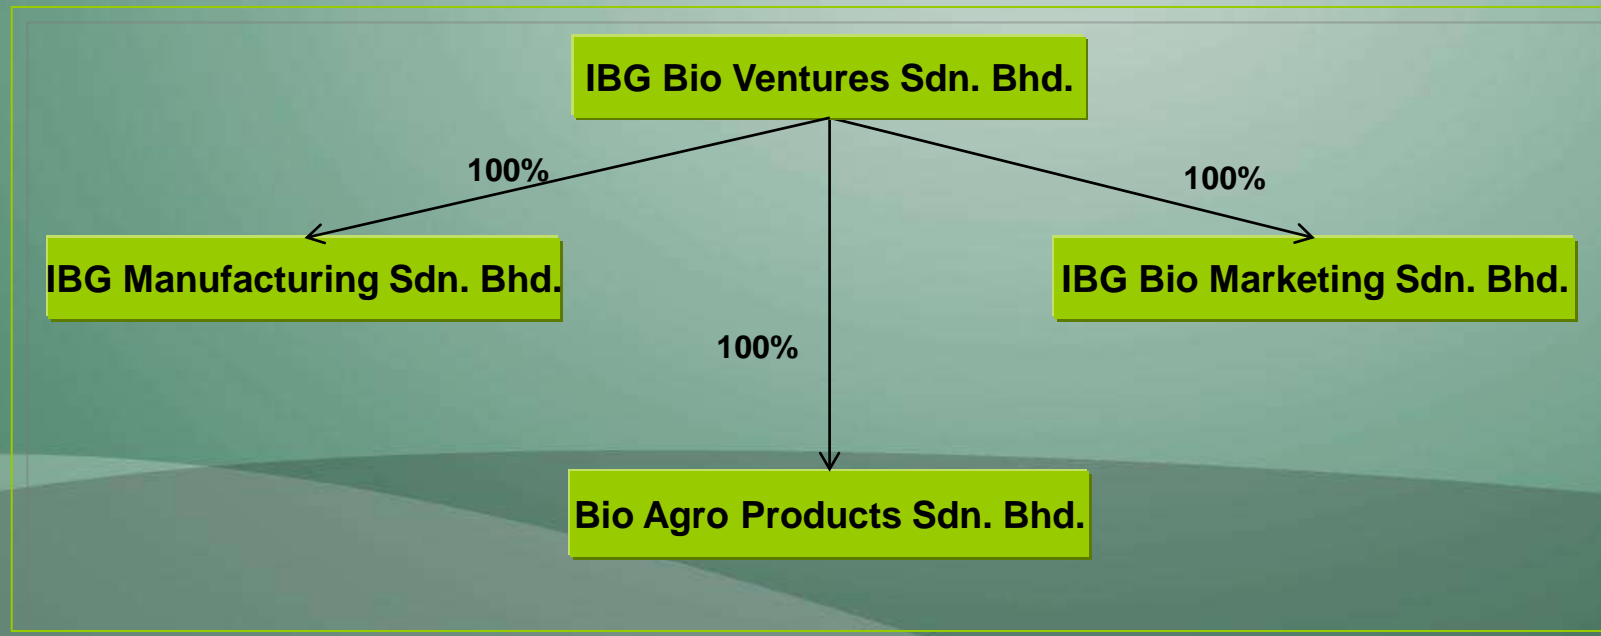 IBG Bio Ventures Sdn. Bhd.
100%
100%
IBG Manufacturing Sdn. Bhd.
IBG Bio Marketing Sdn. Bhd.
100%
Bio Agro Products Sdn. Bhd.